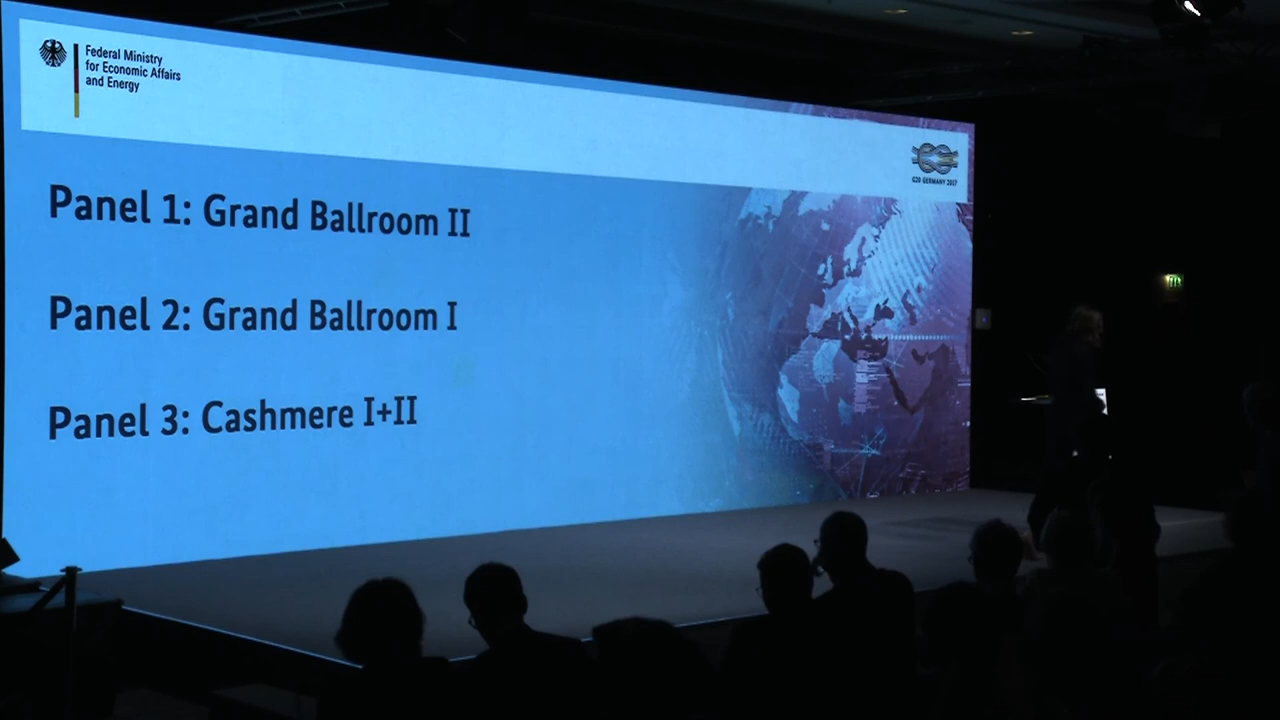 Federal Ministry
for Economic Affairs
and Energy
G20 GERMANY 2017
Panel 1: Grand Ballroom II
Panel 2: Grand Ballroom I
Panel 3: Cashmere I+II